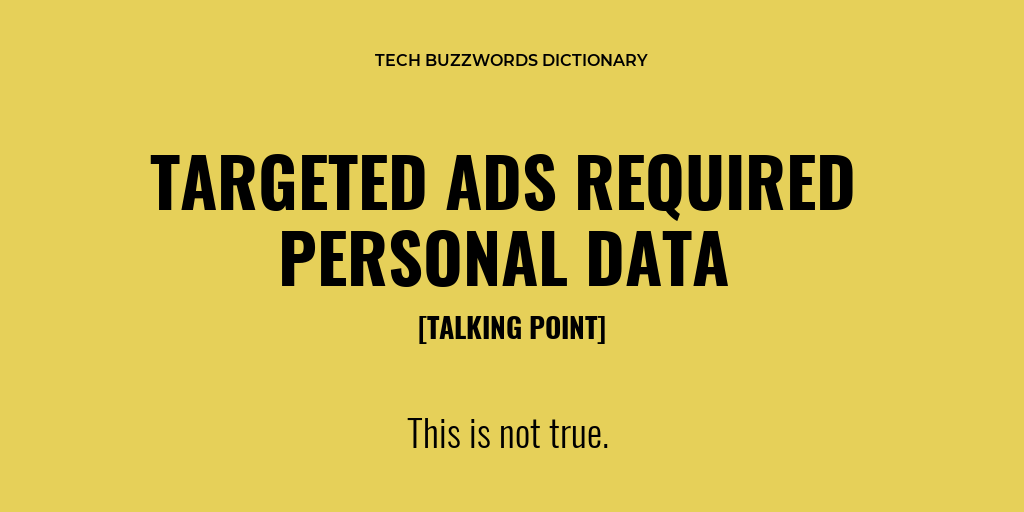 TECH BUZZWORDS DICTIONARY
TARGETED ADS REQUIRED
PERSONAL DATA
[TALKING POINT]
This is not true.